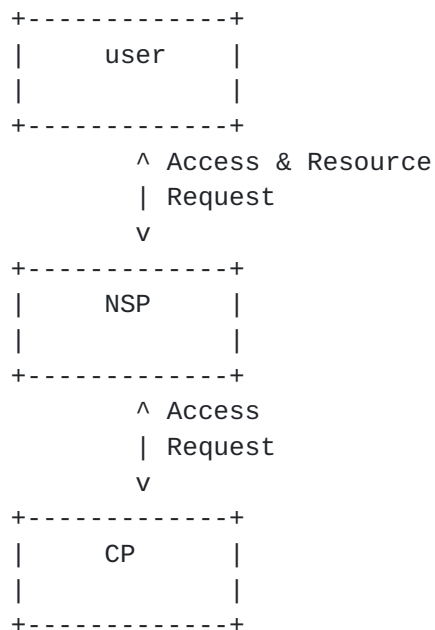 +-------------+
|     user    |
|             |
+-------------+
        ^ Access & Resource
        | Request
        v
+-------------+
|     NSP     |
|             |
+-------------+
        ^ Access
        | Request
        v
+-------------+
|     CP      |
|             |
+-------------+